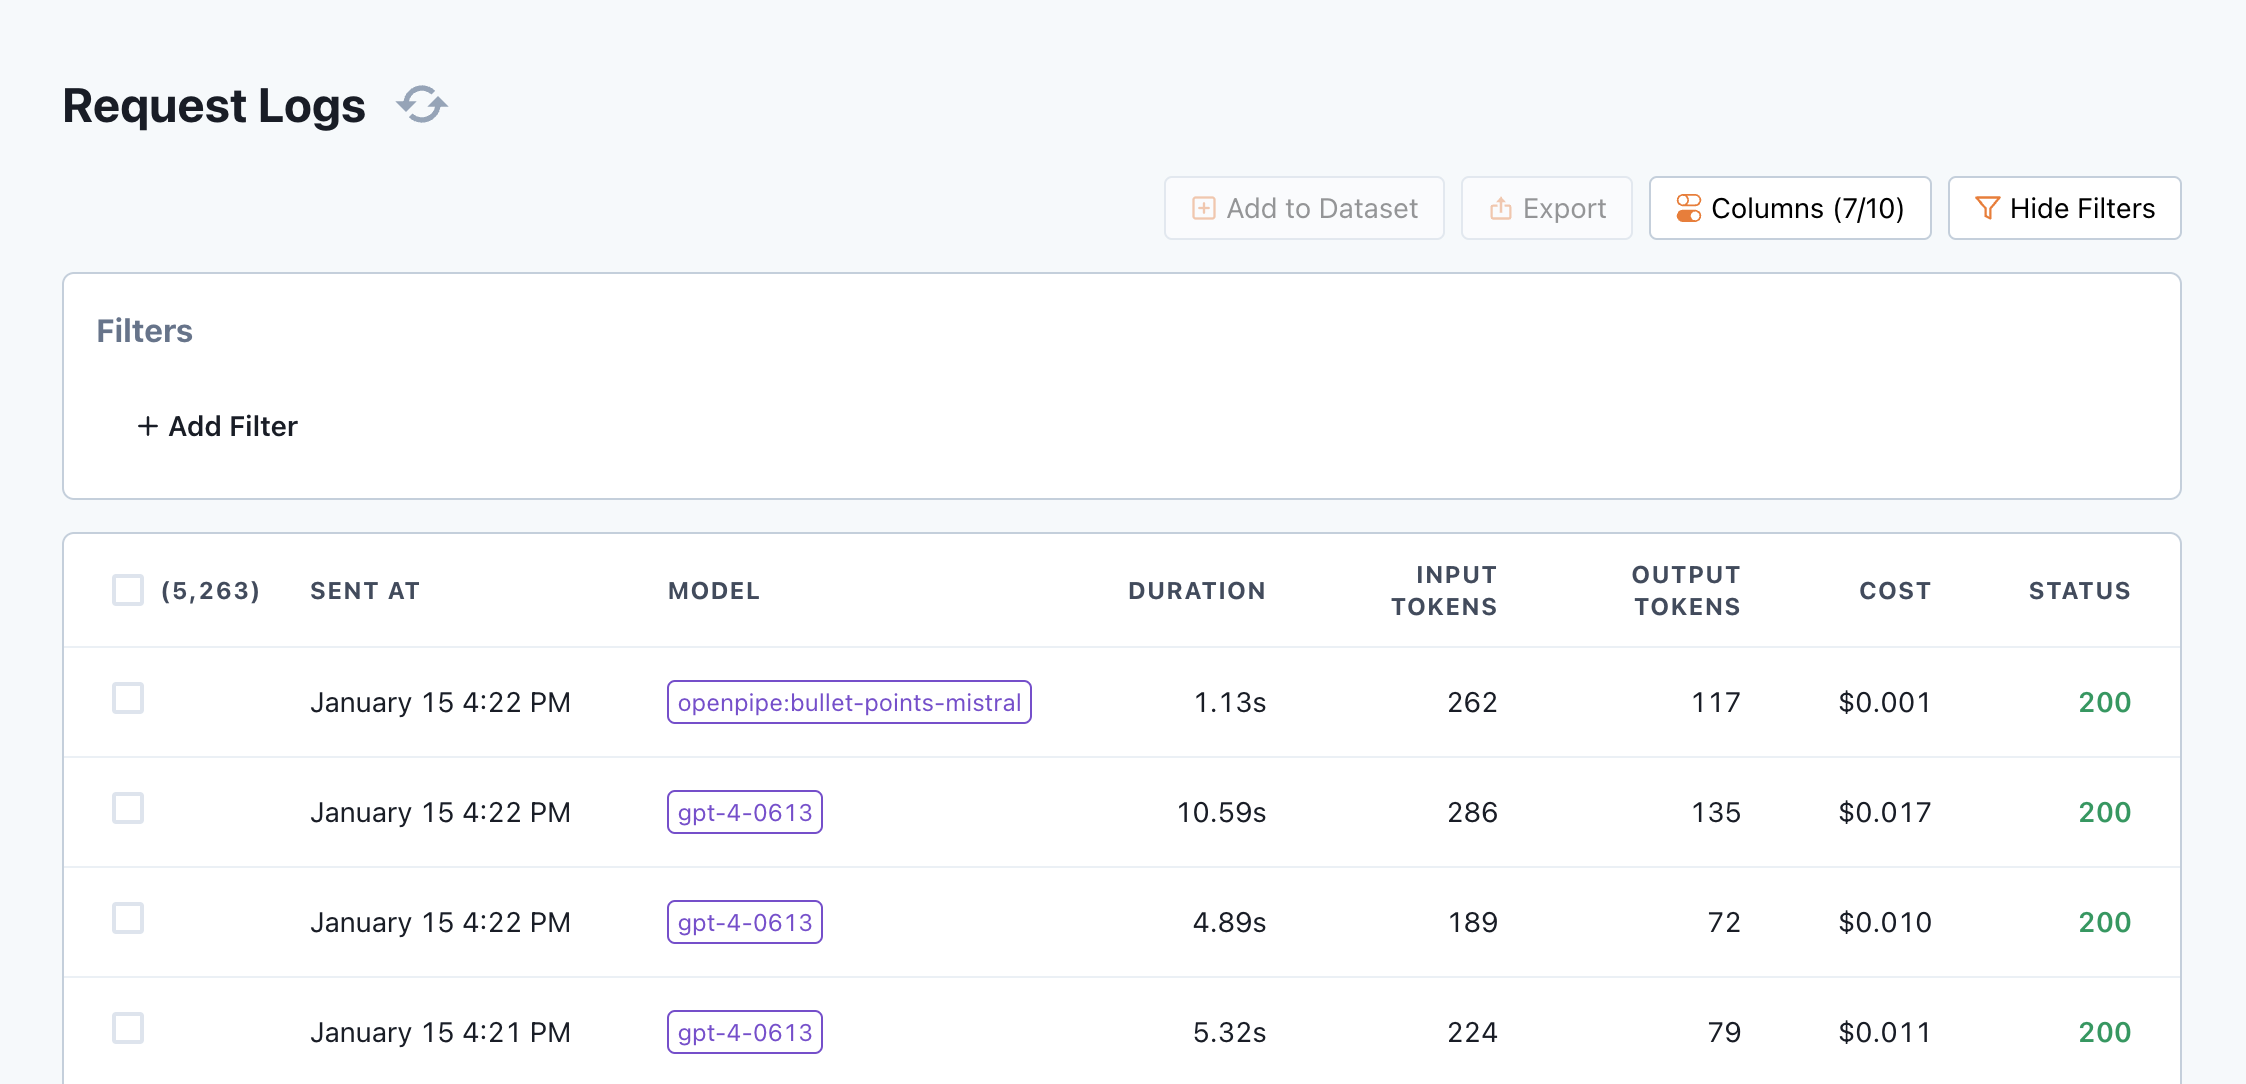 Request Logs
Add to Dataset Export Columns (7/10) Hide Filters
Filters
+ Add Filter
(5,263) SENT AT MODEL DURATION INPUT TOKENS OUTPUT TOKENS COST STATUS
January 15 4:22 PM openpipe:bullet-points-mistral 1.13s 262 117 $0.001 200
January 15 4:22 PM gpt-4-0613 10.59s 286 135 $0.017 200
January 15 4:22 PM gpt-4-0613 4.89s 189 72 $0.010 200
January 15 4:21 PM gpt-4-0613 5.32s 224 79 $0.011 200